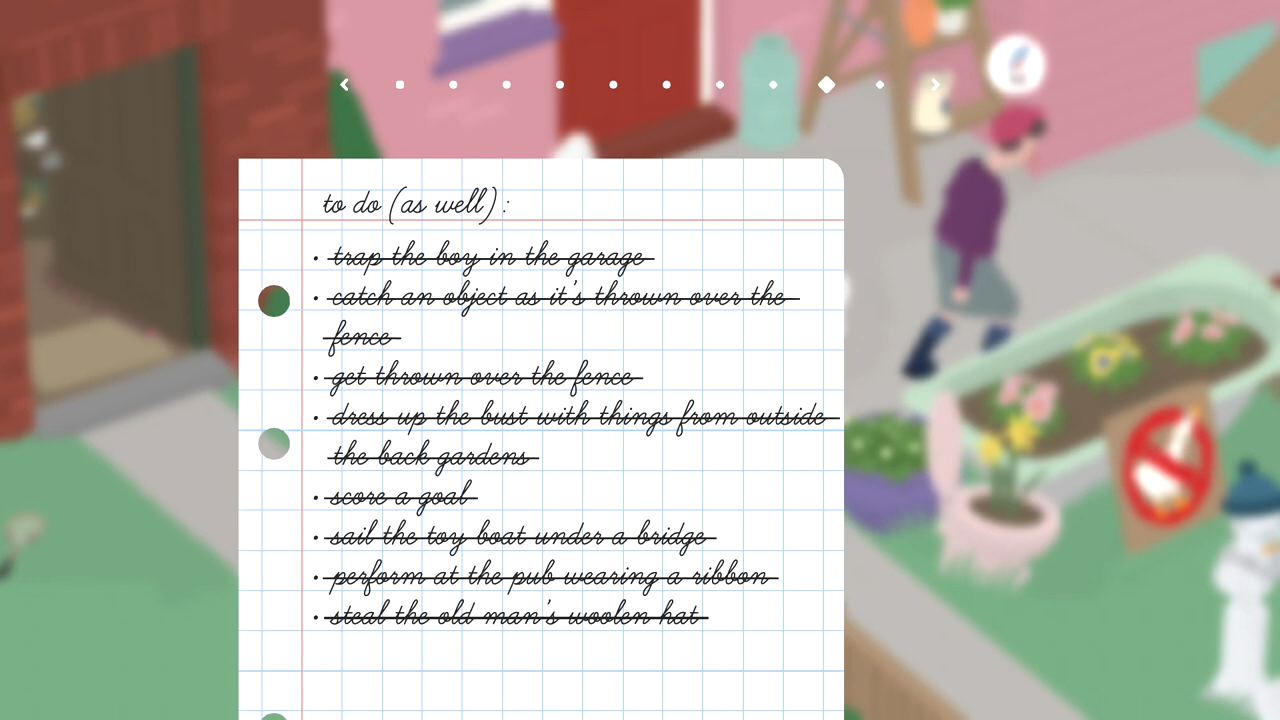 to do (as well):
• trap the boy in the garage
• catch an object as it's thrown over the
fence
• get thrown over the fence
• dress up the bust with things from outside
the back gardens
• score a goal
• sail the toy boat under a bridge
• perform at the pub wearing a ribbon
• steal the old man's woolen hat